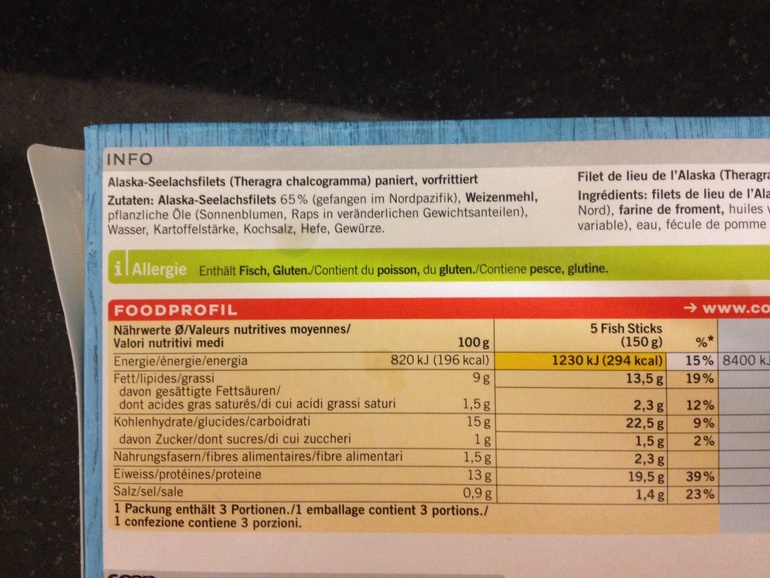 INFO
Alaska-Seelachsfilets (Theragra chalcogramma) paniert, vorfrittiert
Zutaten: Alaska-Seelachsfilets 65% (gefangen im Nordpazifik), Weizenmehl,
pflanzliche Öle (Sonnenblumen, Raps in veränderlichen Gewichtsanteilen),
Wasser, Kartoffelstärke, Kochsalz, Hefe, Gewürze.
Filet de lieu de l'Alaska (Theragra
Ingrédients: filets de lieu de l'Ala
Nord), farine de froment, huiles v
variable), eau, fécule de pomme
i Allergie Enthält Fisch, Gluten./Contient du poisson, du gluten./Contiene pesce, glutine.
FOODPROFIL → www.co
Nährwerte Ø/Valeurs nutritives moyennes/ 5 Fish Sticks
Valori nutritivi medi 100 g (150 g) %*
Energie/énergie/energia 820 kJ (196 kcal) 1230 kJ (294 kcal) 15% 8400 kJ
Fett/lipides/grassi 9 g 13,5 g 19%
davon gesättigte Fettsäuren/
dont acides gras saturés/di cui acidi grassi saturi 1,5 g 2,3 g 12%
Kohlenhydrate/glucides/carboidrati 15 g 22,5 g 9%
davon Zucker/dont sucres/di cui zuccheri 1 g 1,5 g 2%
Nahrungsfasern/fibres alimentaires/fibre alimentari 1,5 g 2,3 g
Eiweiss/protéines/proteine 13 g 19,5 g 39%
Salz/sel/sale 0,9 g 1,4 g 23%
1 Packung enthält 3 Portionen./1 emballage contient 3 portions./
1 confezione contiene 3 porzioni.